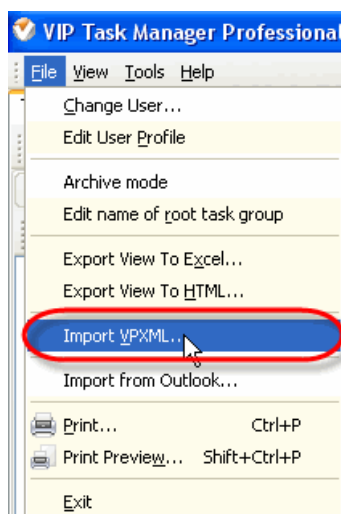 VIP Task Manager Professional
File View Tools Help
Change User...
Edit User Profile
Archive mode
Edit name of root task group
Export View To Excel...
Export View To HTML...
Import VPXML...
Import from Outlook...
Print... Ctrl+P
Print Preview... Shift+Ctrl+P
Exit